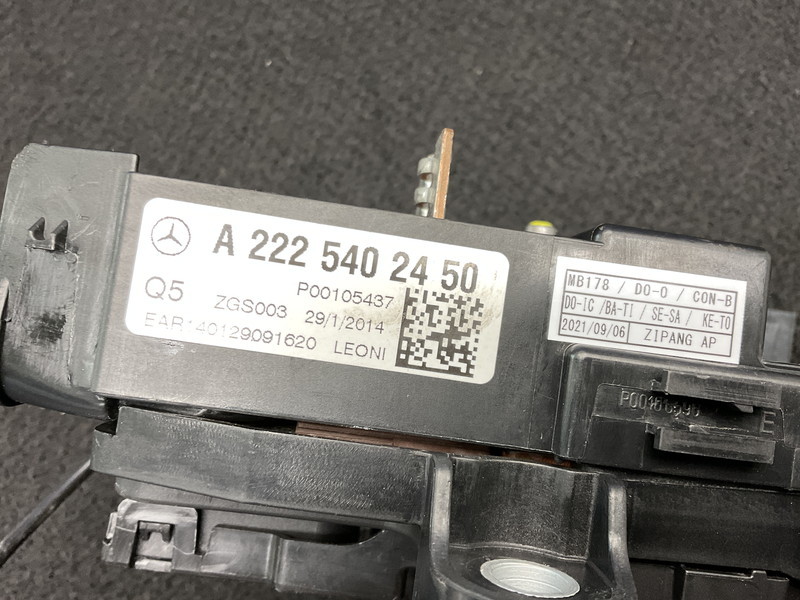 A 222 540 24 50
Q5
P00105437
ZGS003 29/1/2014
EAR140129091620 LEONI
MB178 / DO-O / CON-B
DO-IC /BA-TI / SE-SA / KE-TO
2021/09/06 ZIPANG AP
E